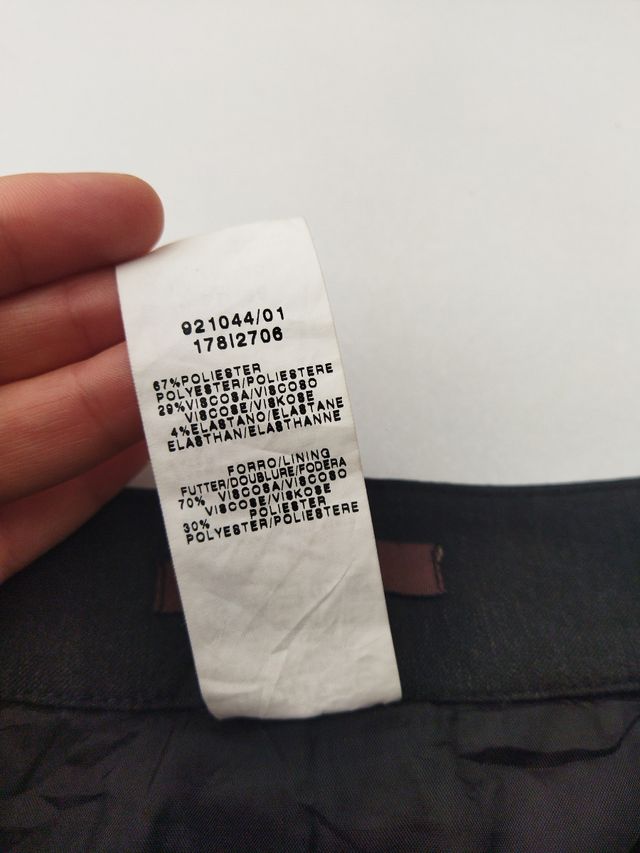 921044/01
178I2706
67%POLIESTER
POLYESTER/POLIESTERE
29%VISCOSA/VISCOSO
VISCOSE/VISKOSE
4%ELASTANO/ELASTANE
ELASTHAN/ELASTHANNE
FORRO/LINING
FUTTER/DOUBLURE/FODERA
70% VISCOSA/VISCOSO
VISCOSE/VISKOSE
30% POLIESTER
POLYESTER/POLIESTERE